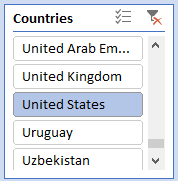 Countries
United Arab Em...
United Kingdom
United States
Uruguay
Uzbekistan